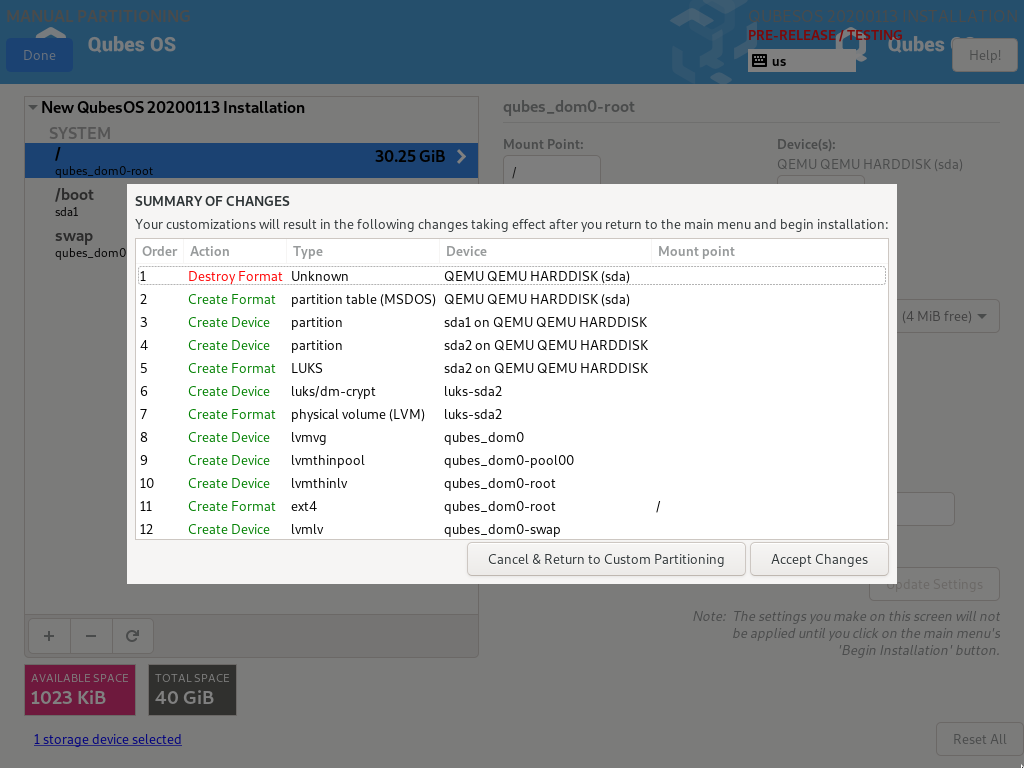 MANUAL PARTITIONING
QUBESOS 20200113 INSTALLATION
Qubes OS
PRE-RELEASE / TESTING
Done
us
Help!
New QubesOS 20200113 Installation
SYSTEM
/
30.25 GiB
qubes_dom0-root
/boot
sda1
swap
qubes_dom0
qubes_dom0-root
Mount Point:
Device(s):
/
QEMU QEMU HARDDISK (sda)
SUMMARY OF CHANGES
Your customizations will result in the following changes taking effect after you return to the main menu and begin installation:
Order Action Type Device Mount point
1 Destroy Format Unknown QEMU QEMU HARDDISK (sda)
2 Create Format partition table (MSDOS) QEMU QEMU HARDDISK (sda)
3 Create Device partition sda1 on QEMU QEMU HARDDISK
4 Create Device partition sda2 on QEMU QEMU HARDDISK
5 Create Format LUKS sda2 on QEMU QEMU HARDDISK
6 Create Device luks/dm-crypt luks-sda2
7 Create Format physical volume (LVM) luks-sda2
8 Create Device lvmvg qubes_dom0
9 Create Device lvmthinpool qubes_dom0-pool00
10 Create Device lvmthinlv qubes_dom0-root
11 Create Format ext4 qubes_dom0-root /
12 Create Device lvmlv qubes_dom0-swap
Cancel & Return to Custom Partitioning
Accept Changes
(4 MiB free)
Update Settings
Note: The settings you make on this screen will not
be applied until you click on the main menu's
'Begin Installation' button.
AVAILABLE SPACE
1023 KiB
TOTAL SPACE
40 GiB
1 storage device selected
Reset All